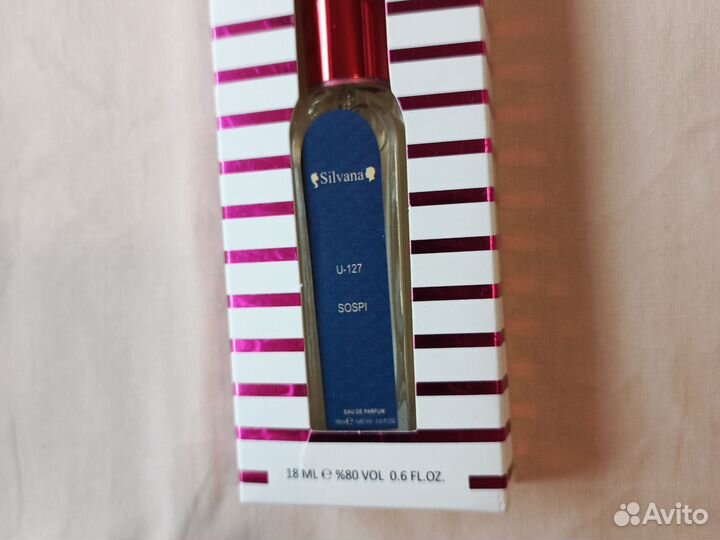 Silvana
U-127
SOSPI
EAU DE PARFUM
18 ML ℮ %80 VOL 0.6 FL.OZ.
Avito